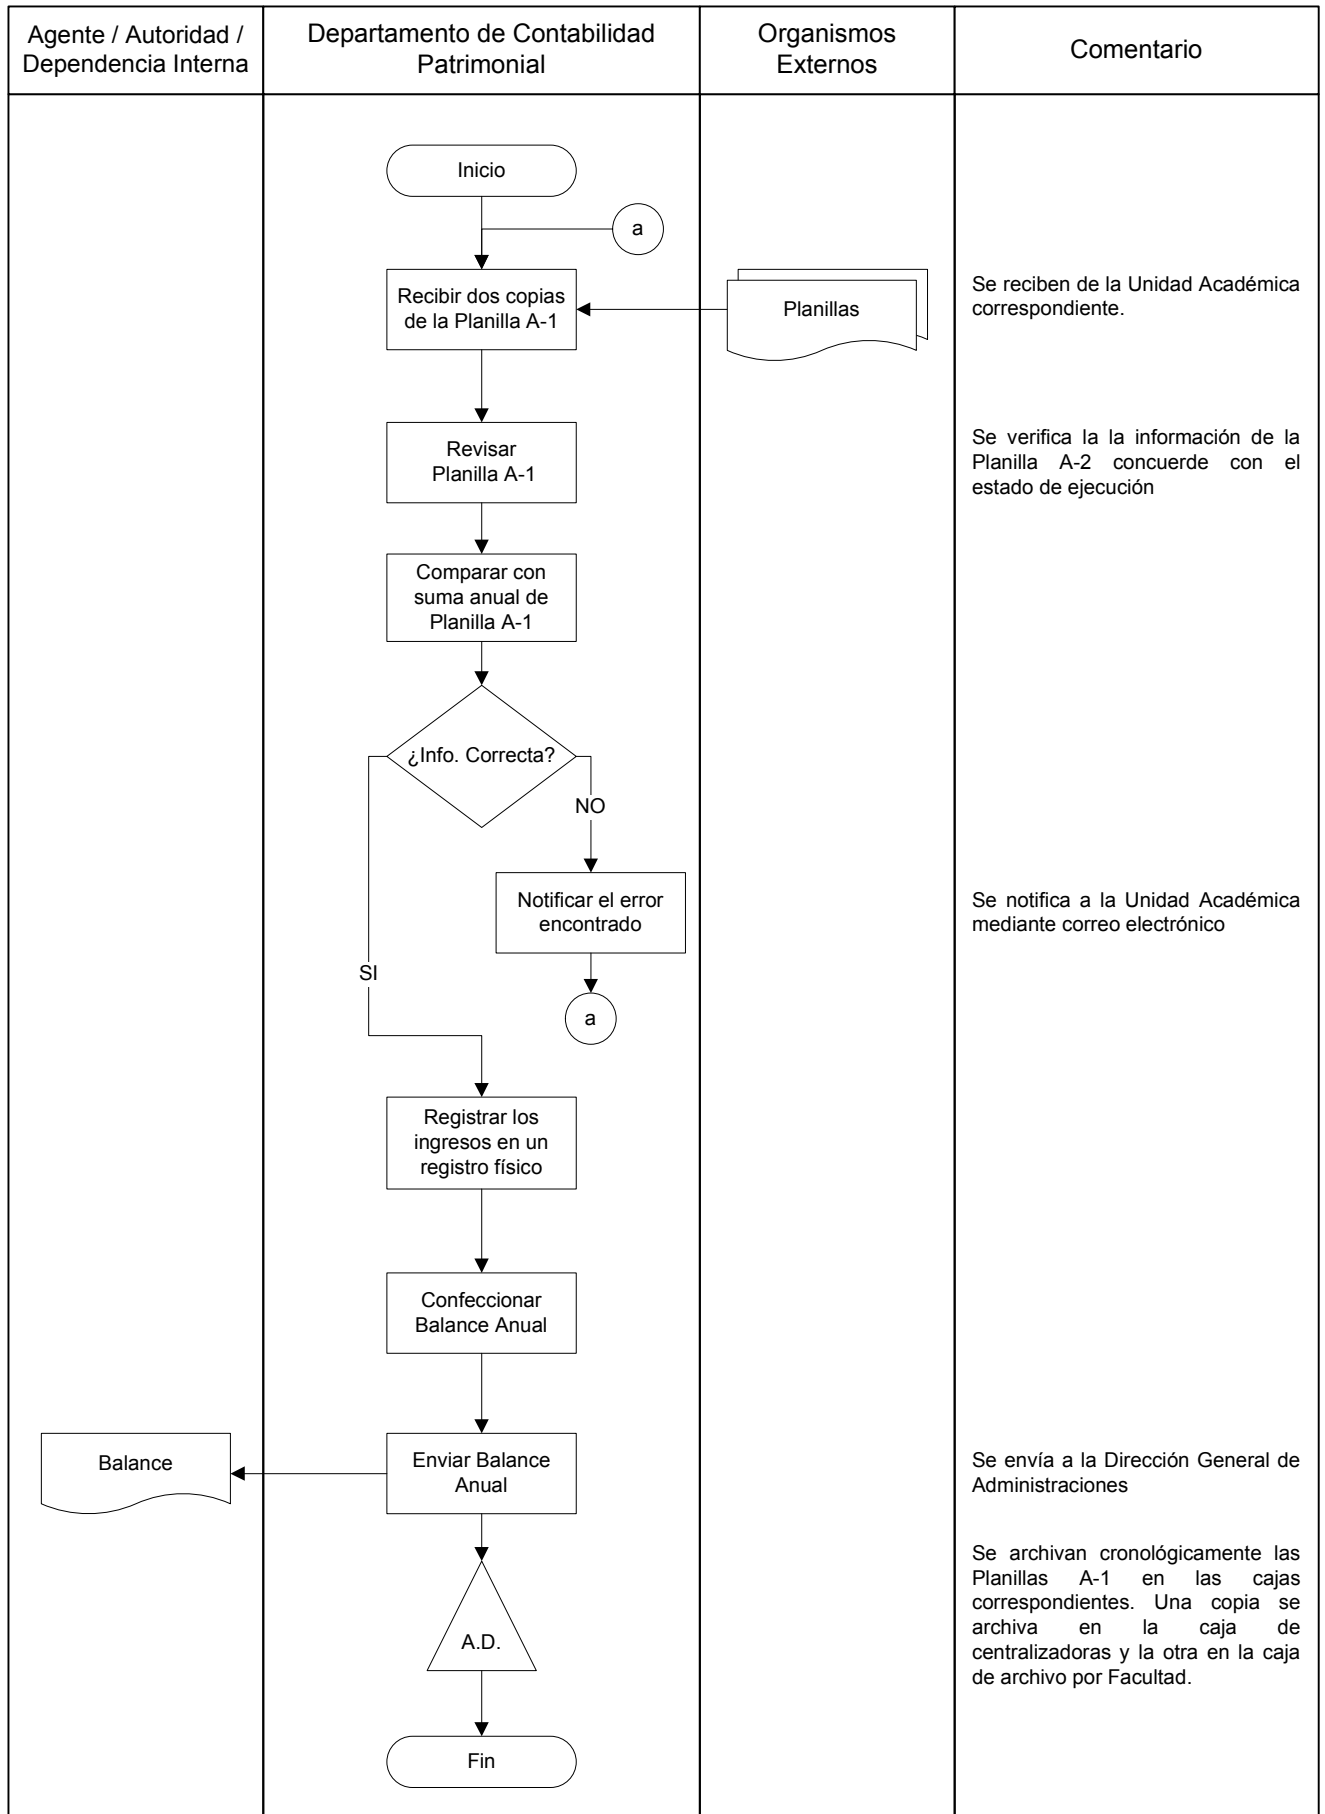 Agente / Autoridad /
Dependencia Interna
Departamento de Contabilidad
Patrimonial
Organismos
Externos
Comentario
Inicio
a
Recibir dos copias
de la Planilla A-1
Planillas
Se reciben de la Unidad Académica
correspondiente.
Revisar
Planilla A-1
Se verifica la la información de la
Planilla A-2 concuerde con el
estado de ejecución
Comparar con
suma anual de
Planilla A-1
¿Info. Correcta?
NO
Notificar el error
encontrado
Se notifica a la Unidad Académica
mediante correo electrónico
SI
a
Registrar los
ingresos en un
registro físico
Confeccionar
Balance Anual
Balance
Enviar Balance
Anual
Se envía a la Dirección General de
Administraciones
Se archivan cronológicamente las
Planillas A-1 en las cajas
correspondientes. Una copia se
archiva en la caja de
centralizadoras y la otra en la caja
de archivo por Facultad.
A.D.
Fin